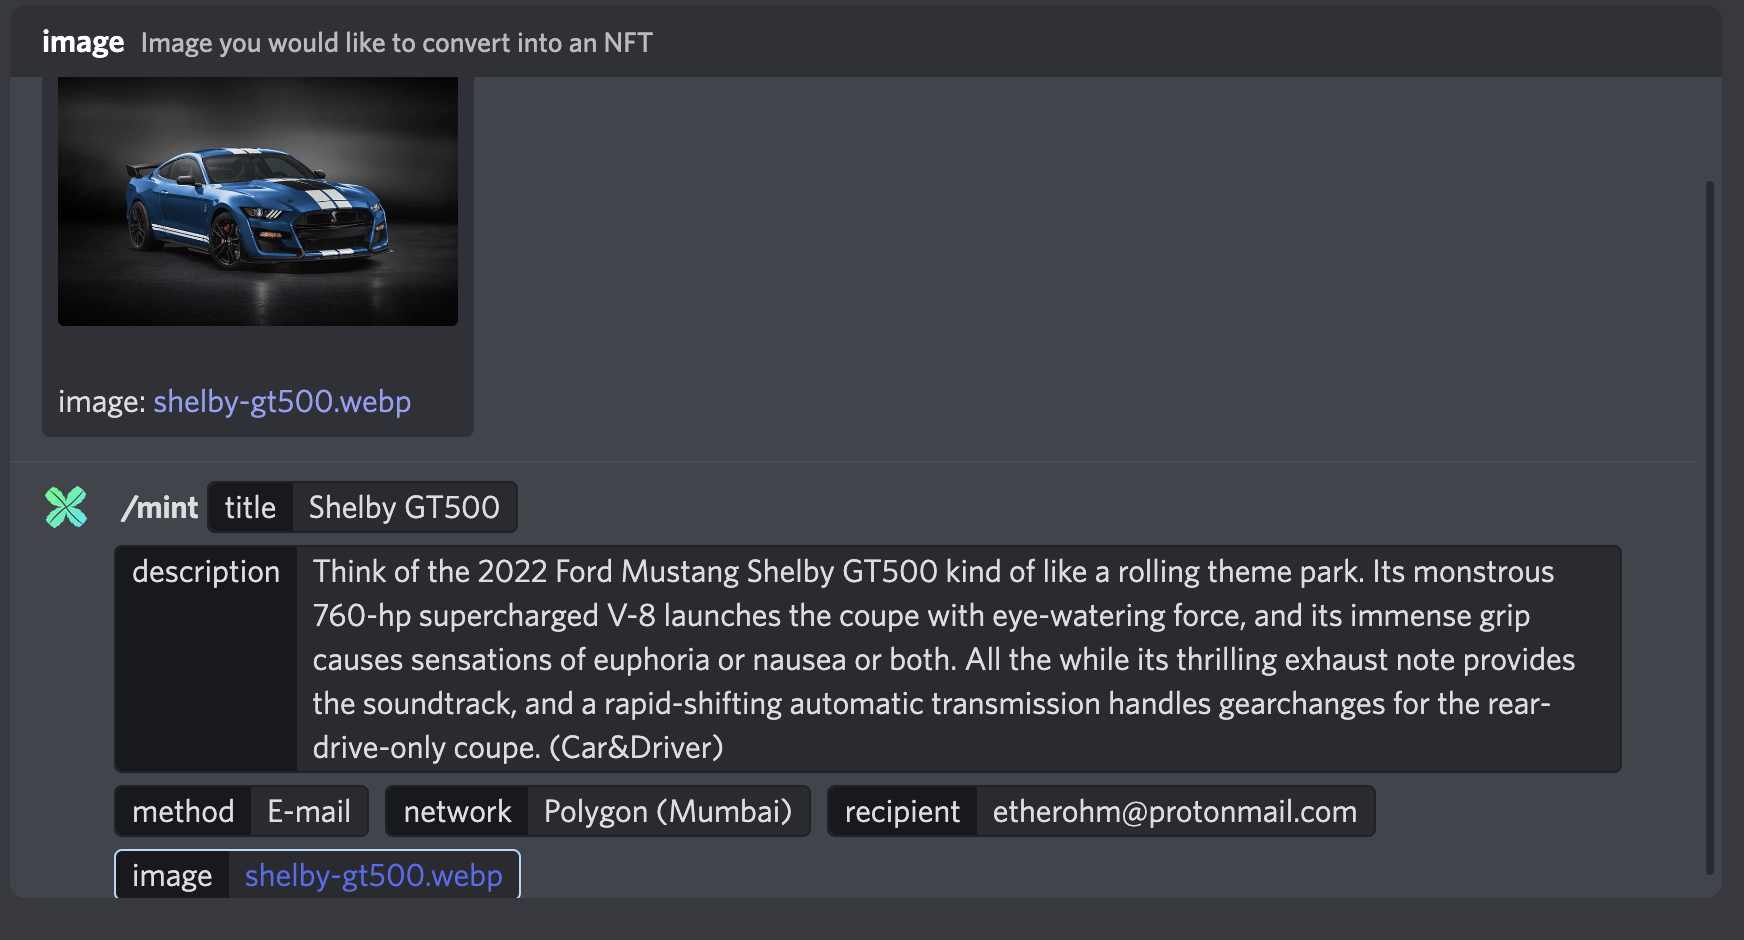 image Image you would like to convert into an NFT
image: shelby-gt500.webp
/mint title Shelby GT500
description Think of the 2022 Ford Mustang Shelby GT500 kind of like a rolling theme park. Its monstrous
760-hp supercharged V-8 launches the coupe with eye-watering force, and its immense grip
causes sensations of euphoria or nausea or both. All the while its thrilling exhaust note provides
the soundtrack, and a rapid-shifting automatic transmission handles gearchanges for the rear-
drive-only coupe. (Car&Driver)
method E-mail network Polygon (Mumbai) recipient etherohm@protonmail.com
image shelby-gt500.webp